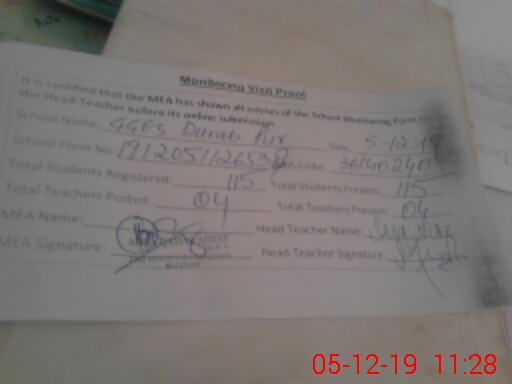 Monitoring Visit Proof
It is certified that the MEA has shown all entries of the School Monitoring Form
the Head Teacher before its online submission.
School Name: GGES Durab Pur Date: 5-12-19
School Form No: Code: 36140240
Total Students Registered: 115 Total Students Present: 115
Total Teachers Posted: 04 Total Teachers Present: 04
MEA Name: Head Teacher Name:
MEA Signature: Head Teacher Signature:
05-12-19 11:28